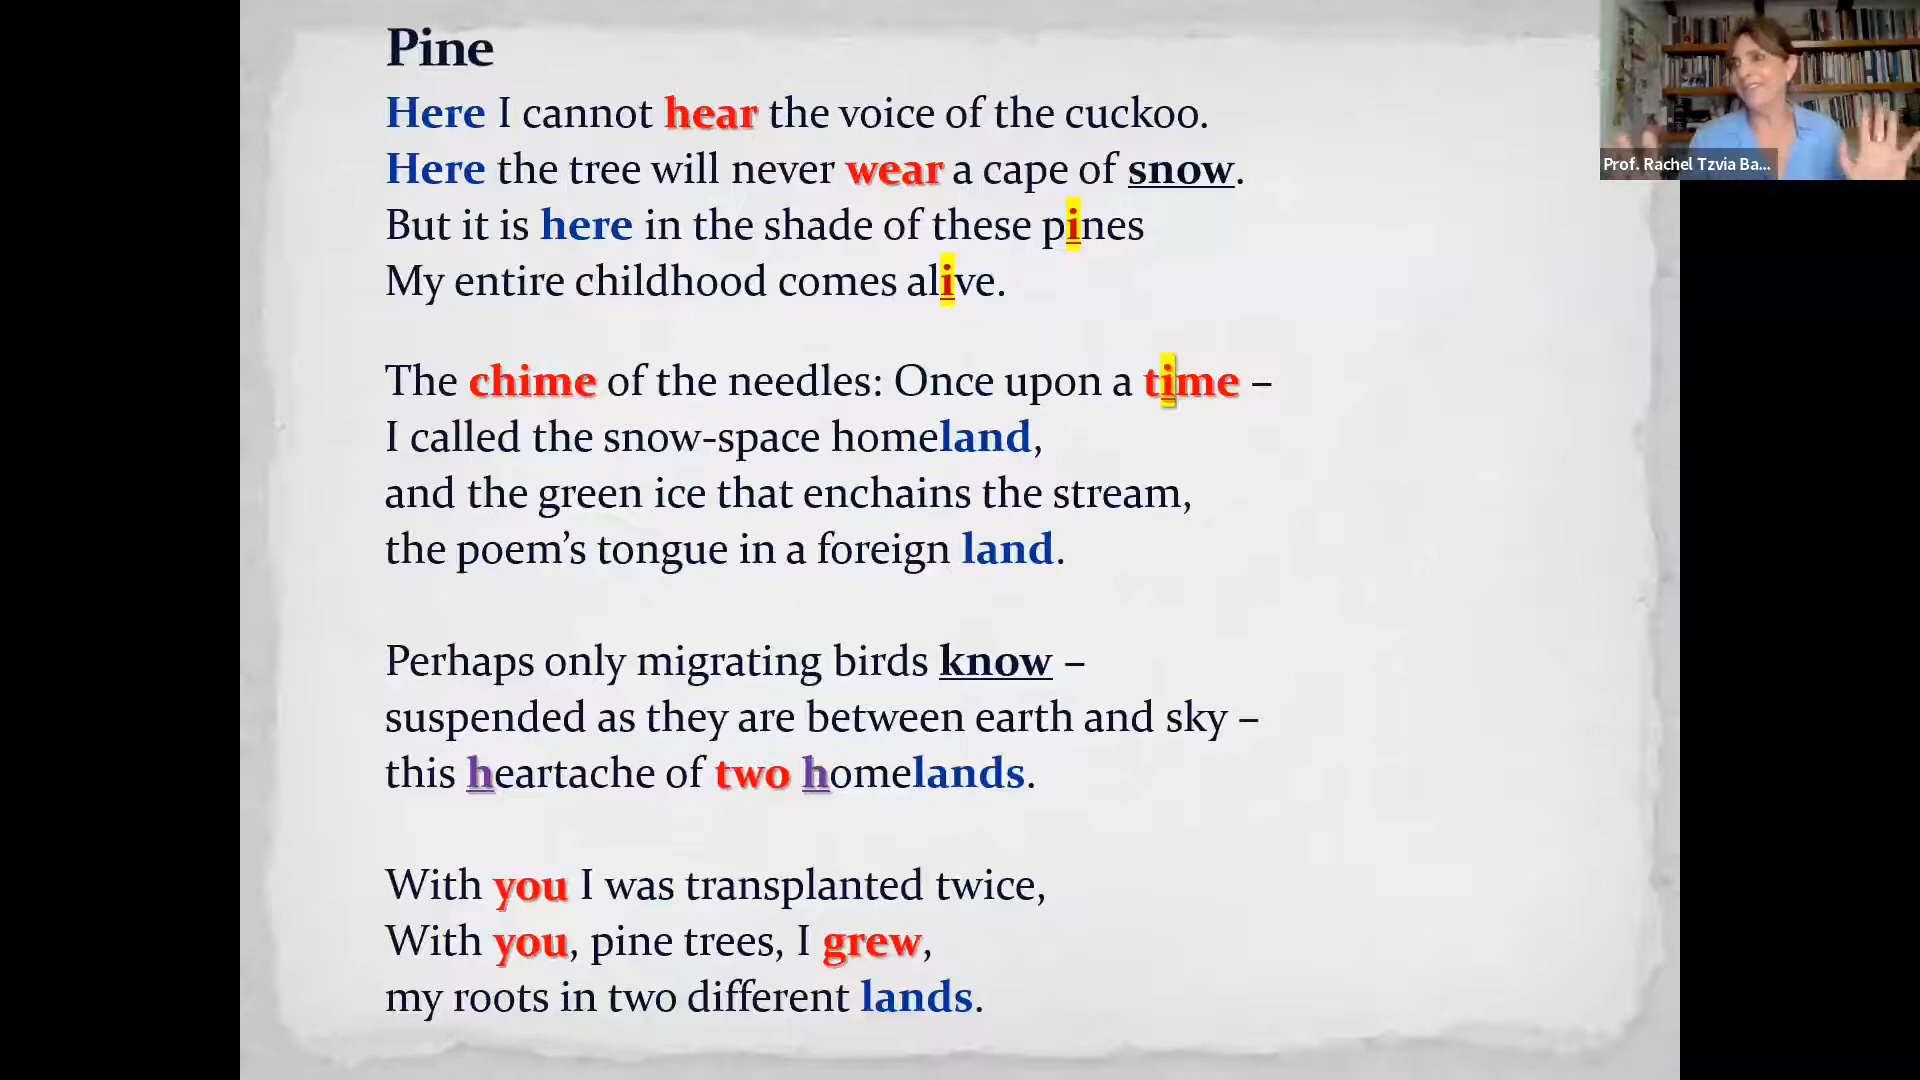 Pine
Here I cannot hear the voice of the cuckoo.
Here the tree will never wear a cape of snow.
But it is here in the shade of these pines
My entire childhood comes alive.
The chime of the needles: Once upon a time –
I called the snow-space homeland,
and the green ice that enchains the stream,
the poem’s tongue in a foreign land.
Perhaps only migrating birds know –
suspended as they are between earth and sky –
this heartache of two homelands.
With you I was transplanted twice,
With you, pine trees, I grew,
my roots in two different lands.
Prof. Rachel Tzvia Ba...